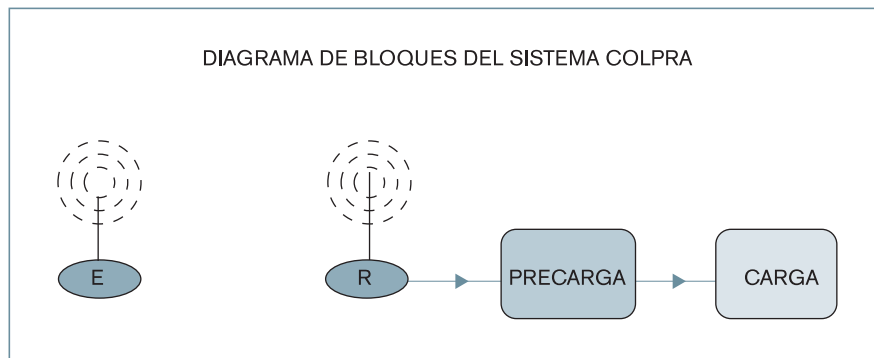 DIAGRAMA DE BLOQUES DEL SISTEMA COLPRA
E
R
PRECARGA
CARGA